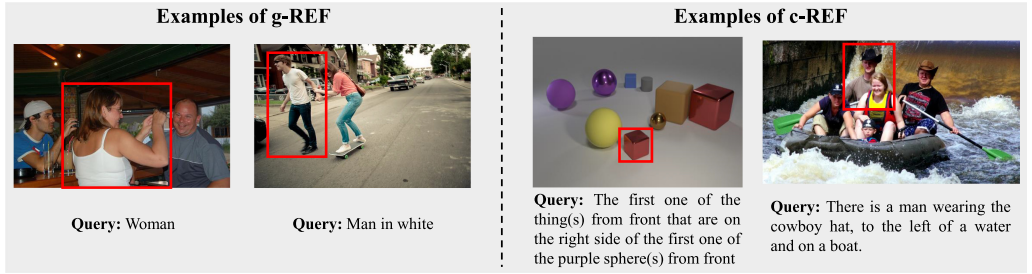 Examples of g-REF
Query: Woman
Query: Man in white
Examples of c-REF
Query: The first one of the
thing(s) from front that are on
the right side of the first one of
the purple sphere(s) from front
Query: There is a man wearing the
cowboy hat, to the left of a water
and on a boat.